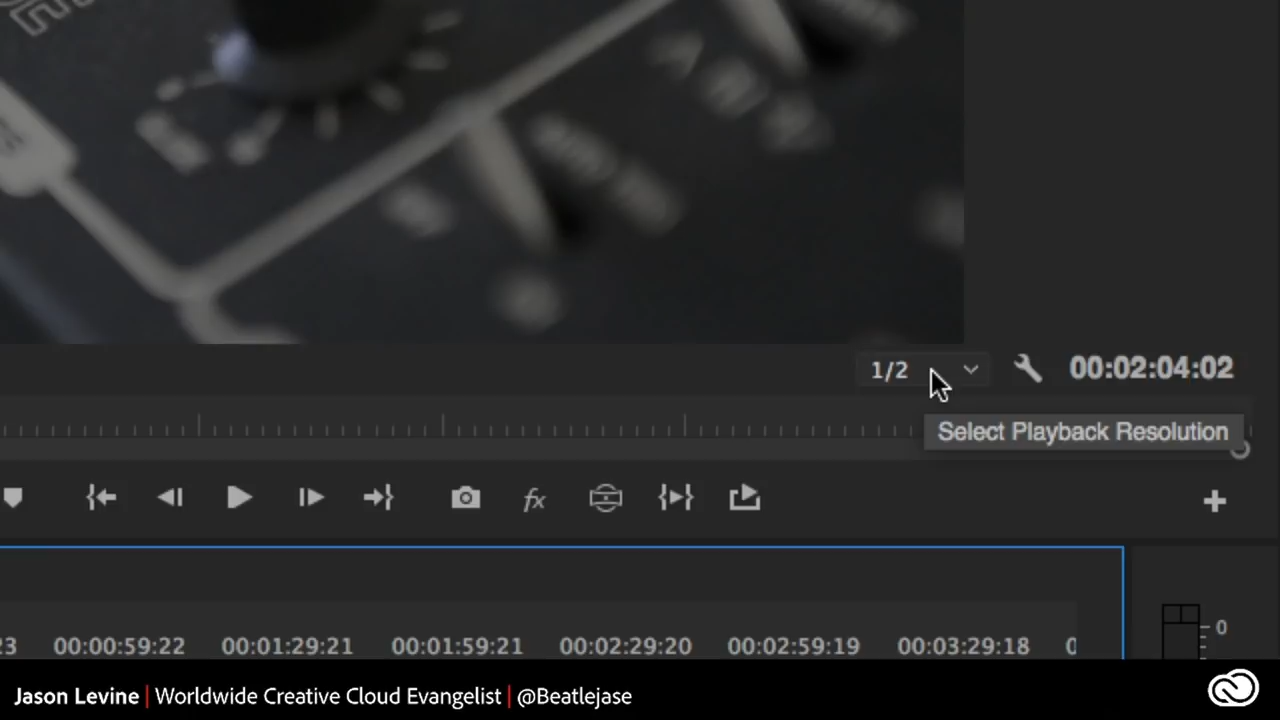 1/2
00:02:04:02
Select Playback Resolution
fx
23 00:00:59:22 00:01:29:21 00:01:59:21 00:02:29:20 00:02:59:19 00:03:29:18
0
Jason Levine | Worldwide Creative Cloud Evangelist | @Beatlejase